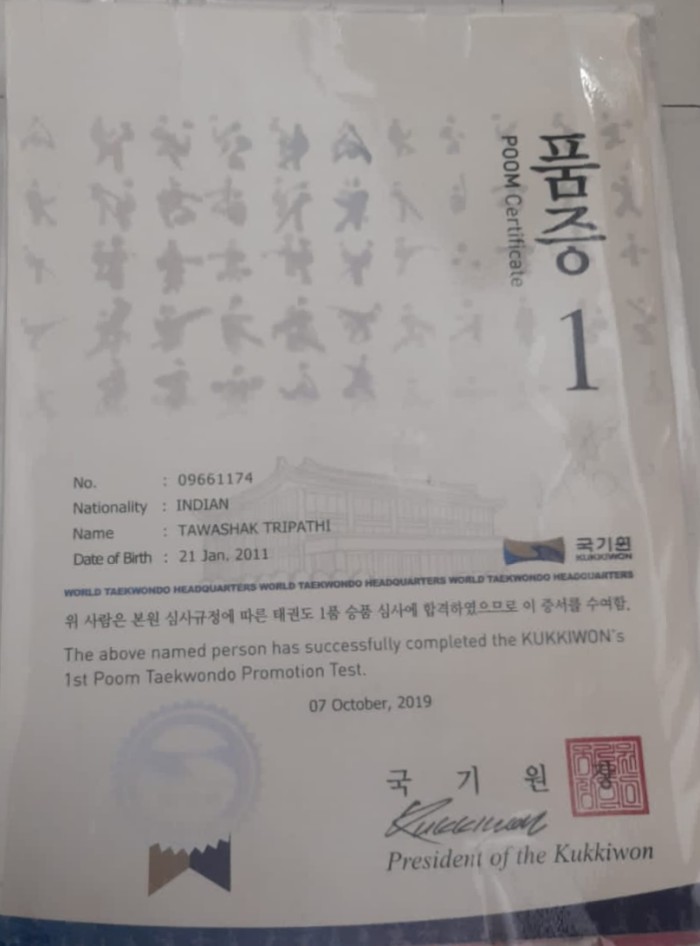 품증
POOM Certificate
1
No. : 09661174
Nationality : INDIAN
Name : TAWASHAK TRIPATHI
Date of Birth : 21 Jan. 2011
국기원
KUKKIWON
WORLD TAEKWONDO HEADQUARTERS WORLD TAEKWONDO HEADQUARTERS WORLD TAEKWONDO HEADQUARTERS
위 사람은 본원 심사규정에 따른 태권도 1품 승품 심사에 합격하였으므로 이 증서를 수여함.
The above named person has successfully completed the KUKKIWON's
1st Poom Taekwondo Promotion Test.
07 October, 2019
국 기 원 장
Kukkiwon
President of the Kukkiwon